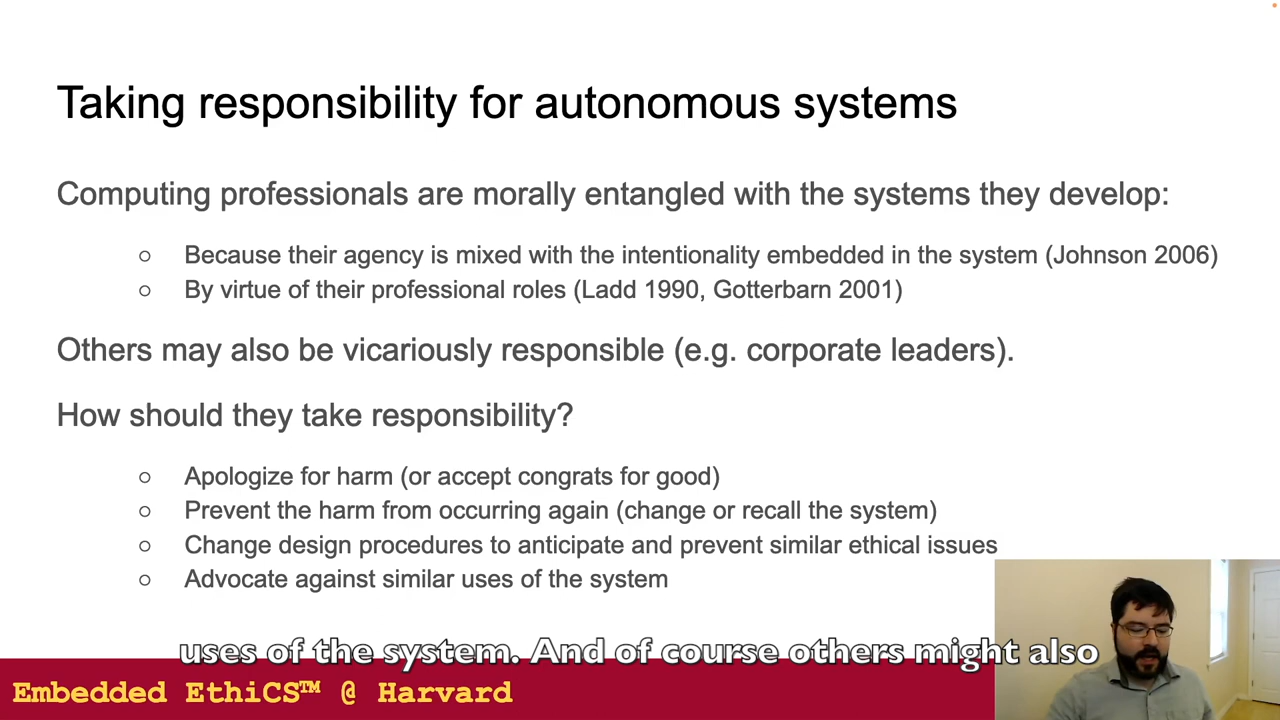 Taking responsibility for autonomous systems
Computing professionals are morally entangled with the systems they develop:
○ Because their agency is mixed with the intentionality embedded in the system (Johnson 2006)
○ By virtue of their professional roles (Ladd 1990, Gotterbarn 2001)
Others may also be vicariously responsible (e.g. corporate leaders).
How should they take responsibility?
○ Apologize for harm (or accept congrats for good)
○ Prevent the harm from occurring again (change or recall the system)
○ Change design procedures to anticipate and prevent similar ethical issues
○ Advocate against similar uses of the system
uses of the system. And of course others might also
Embedded EthiCS™ @ Harvard